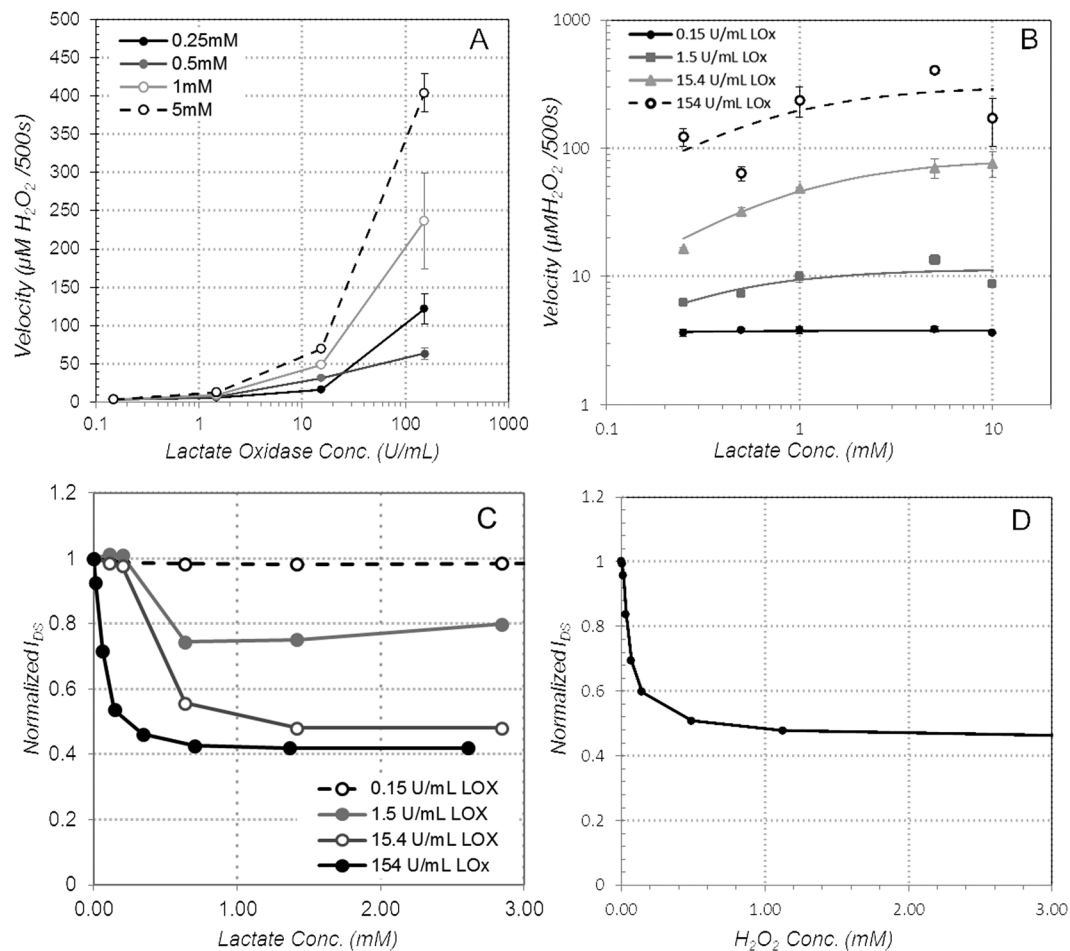 A
500
450
400
350
300
250
200
150
100
50
0
0.25mM
0.5mM
1mM
5mM
Velocity (µM H2O2 /500s)
0.1 1 10 100 1000
Lactate Oxidase Conc. (U/mL)
B
1000
100
10
1
0.15 U/mL LOx
1.5 U/mL LOx
15.4 U/mL LOx
154 U/mL LOx
Velocity (µMH2O2 /500s)
0.1 1 10
Lactate Conc. (mM)
C
1.2
1
0.8
0.6
0.4
0.2
0
Normalized IDS
0.15 U/mL LOX
1.5 U/mL LOX
15.4 U/mL LOX
154 U/mL LOx
0.00 1.00 2.00 3.00
Lactate Conc. (mM)
D
1.2
1
0.8
0.6
0.4
0.2
0
Normalized IDS
0.00 1.00 2.00 3.00
H2O2 Conc. (mM)